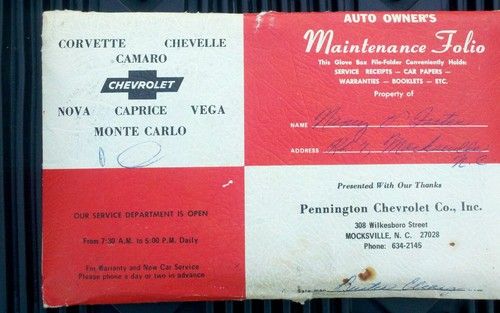 CORVETTE CHEVELLE
CAMARO
CHEVROLET
NOVA CAPRICE VEGA
MONTE CARLO
OUR SERVICE DEPARTMENT IS OPEN
From 7:30 A.M. to 5:00 P.M. Daily
For Warranty and New Car Service
Please phone a day or two in advance
AUTO OWNER'S
Maintenance Folio
This Glove Box File-Folder Conveniently Holds:
SERVICE RECEIPTS — CAR PAPERS —
WARRANTIES — BOOKLETS — ETC.
Property of
NAME
ADDRESS Mocksville
N C
Presented With Our Thanks
Pennington Chevrolet Co., Inc.
308 Wilkesboro Street
MOCKSVILLE, N. C. 27028
Phone: 634-2145